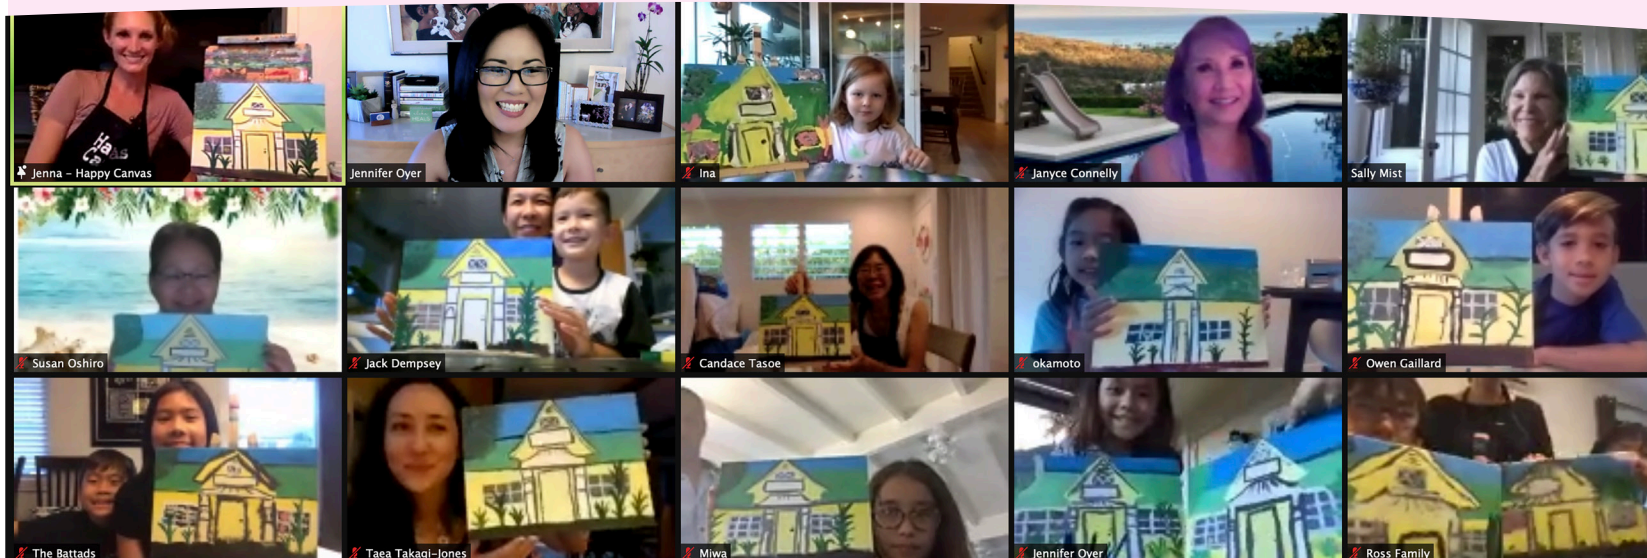 Jenna – Happy Canvas
Jennifer Oyer
Ina
Janyce Connelly
Sally Mist
Susan Oshiro
Jack Dempsey
Candace Tasoe
okamoto
Owen Gaillard
The Battads
Taea Takagi-Jones
Miwa
Jennifer Oyer
Ross Family